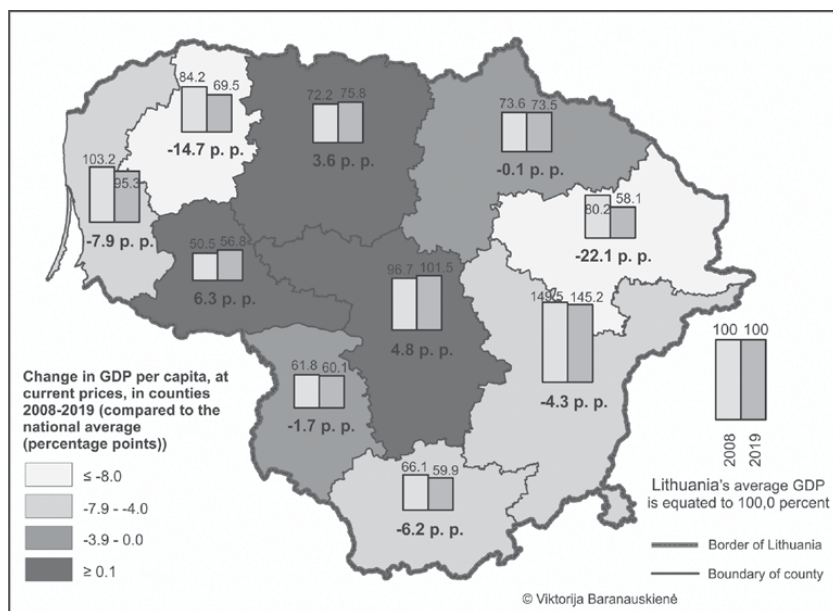 84.2 69.5
-14.7 p. p.
72.2 75.8
3.6 p. p.
73.6 73.5
-0.1 p. p.
103.2
95.3
-7.9 p. p.
80.2 58.1
-22.1 p. p.
50.5 56.8
6.3 p. p.
96.7 101.5
4.8 p. p.
149.5 145.2
-4.3 p. p.
61.8 60.1
-1.7 p. p.
66.1 59.9
-6.2 p. p.
Change in GDP per capita, at
current prices, in counties
2008-2019 (compared to the
national average
(percentage points))
≤ -8.0
-7.9 - -4.0
-3.9 - 0.0
≥ 0.1
100 100
2008
2019
Lithuania's average GDP
is equated to 100,0 percent
Border of Lithuania
Boundary of county
© Viktorija Baranauskienė